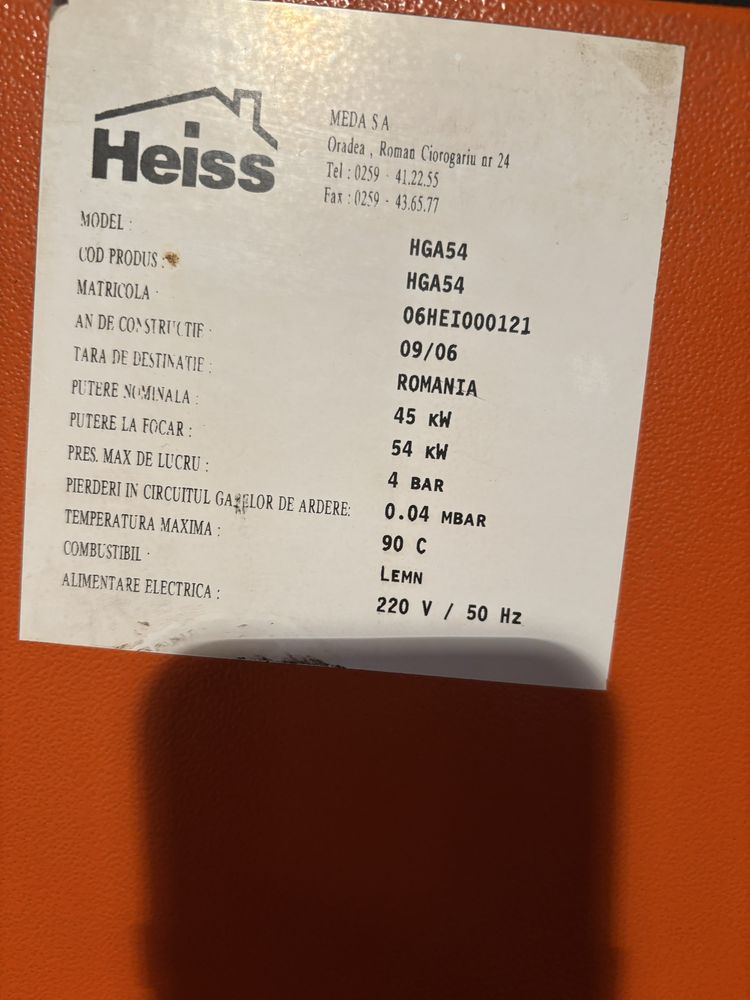 Heiss
MEDA S A
Oradea , Roman Ciorogariu nr 24
Tel : 0259 - 41.22.55
Fax : 0259 - 43.65.77
MODEL : HGA54
COD PRODUS : HGA54
MATRICOLA : 06HEI000121
AN DE CONSTRUCTIE : 09/06
TARA DE DESTINATIE : ROMANIA
PUTERE NOMINALA : 45 KW
PUTERE LA FOCAR : 54 KW
PRES. MAX DE LUCRU : 4 BAR
PIERDERI IN CIRCUITUL GAZELOR DE ARDERE: 0.04 MBAR
TEMPERATURA MAXIMA : 90 C
COMBUSTIBIL : LEMN
ALIMENTARE ELECTRICA : 220 V / 50 Hz